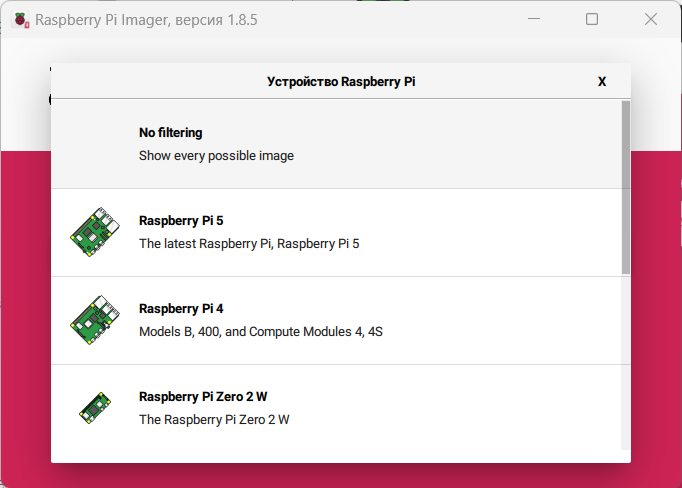 Raspberry Pi Imager, версия 1.8.5
Устройство Raspberry Pi
X
No filtering
Show every possible image
Raspberry Pi 5
The latest Raspberry Pi, Raspberry Pi 5
Raspberry Pi 4
Models B, 400, and Compute Modules 4, 4S
Raspberry Pi Zero 2 W
The Raspberry Pi Zero 2 W